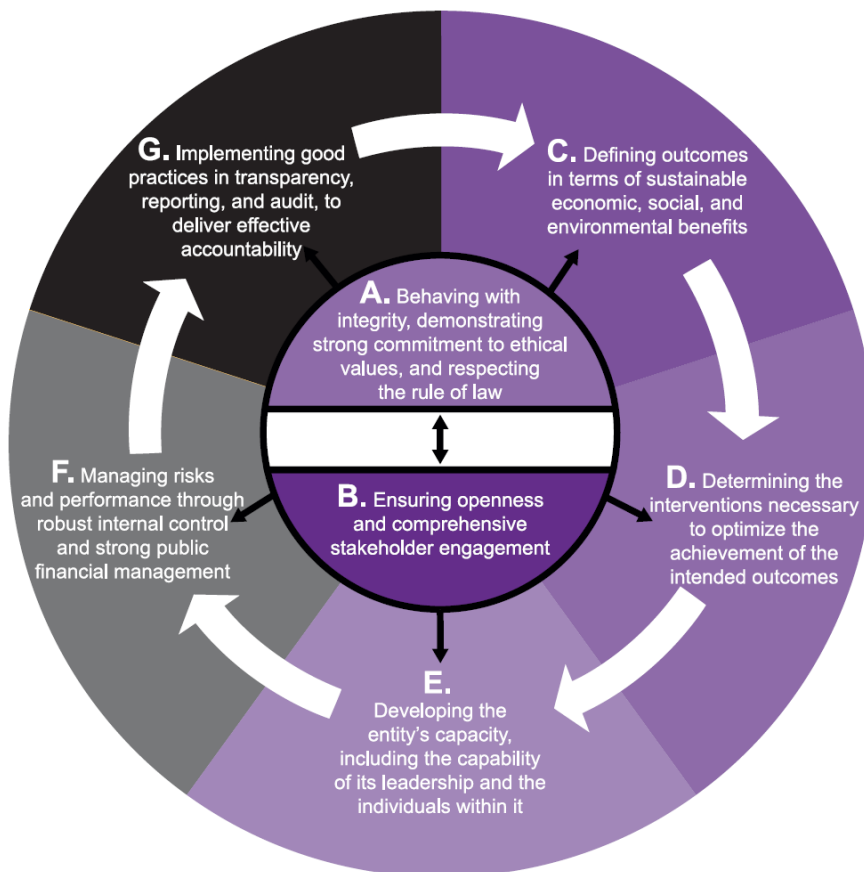 G. Implementing good
practices in transparency,
reporting, and audit, to
deliver effective
accountability
C. Defining outcomes
in terms of sustainable
economic, social, and
environmental benefits
A. Behaving with
integrity, demonstrating
strong commitment to ethical
values, and respecting
the rule of law
B. Ensuring openness
and comprehensive
stakeholder engagement
F. Managing risks
and performance through
robust internal control
and strong public
financial management
D. Determining the
interventions necessary
to optimize the
achievement of the
intended outcomes
E.
Developing the
entity's capacity,
including the capability
of its leadership and the
individuals within it